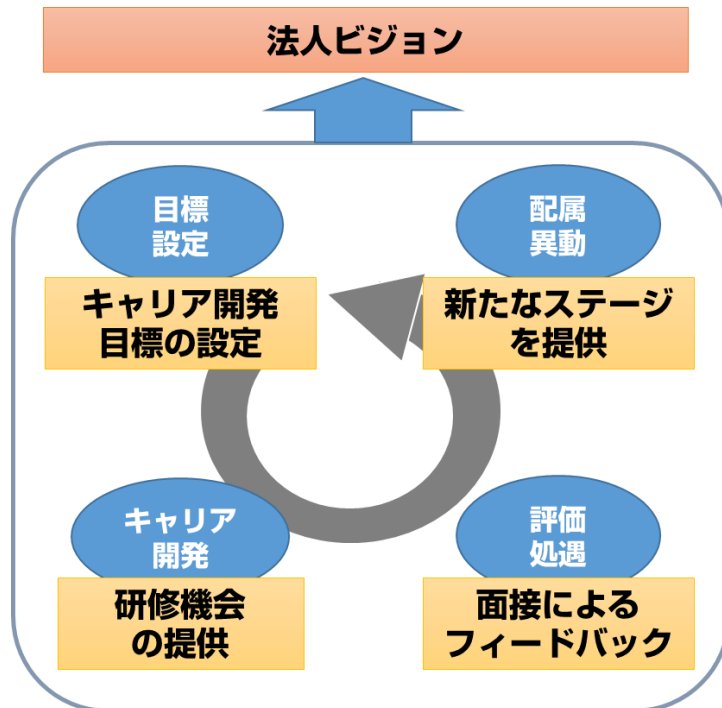 法人ビジョン
目標
設定
キャリア開発
目標の設定
配属
異動
新たなステージ
を提供
キャリア
開発
研修機会
の提供
評価
処遇
面接による
フィードバック